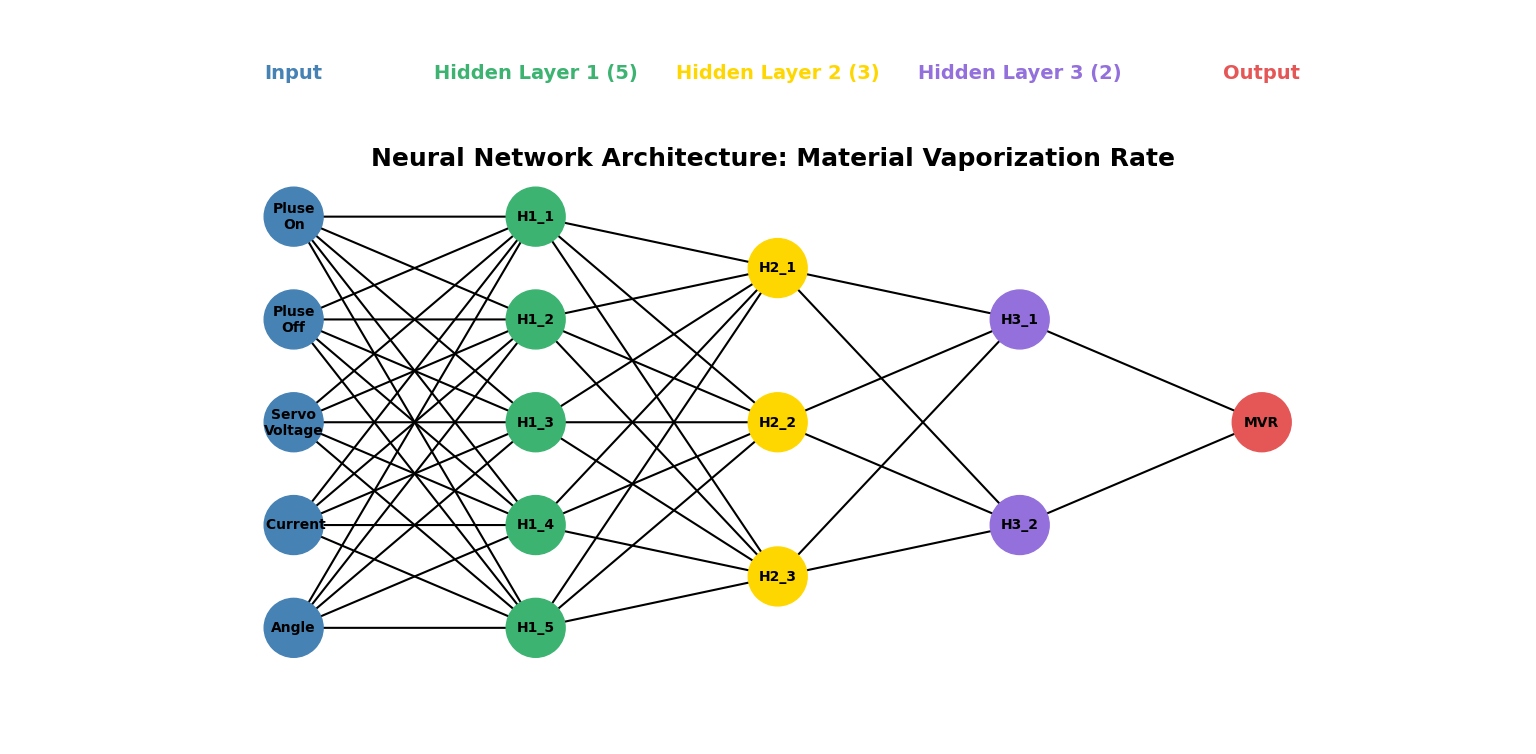 Input
Hidden Layer 1 (5)
Hidden Layer 2 (3)
Hidden Layer 3 (2)
Output
Neural Network Architecture: Material Vaporization Rate
Pluse
On
Pluse
Off
Servo
Voltage
Current
Angle
H1_1
H1_2
H1_3
H1_4
H1_5
H2_1
H2_2
H2_3
H3_1
H3_2
MVR